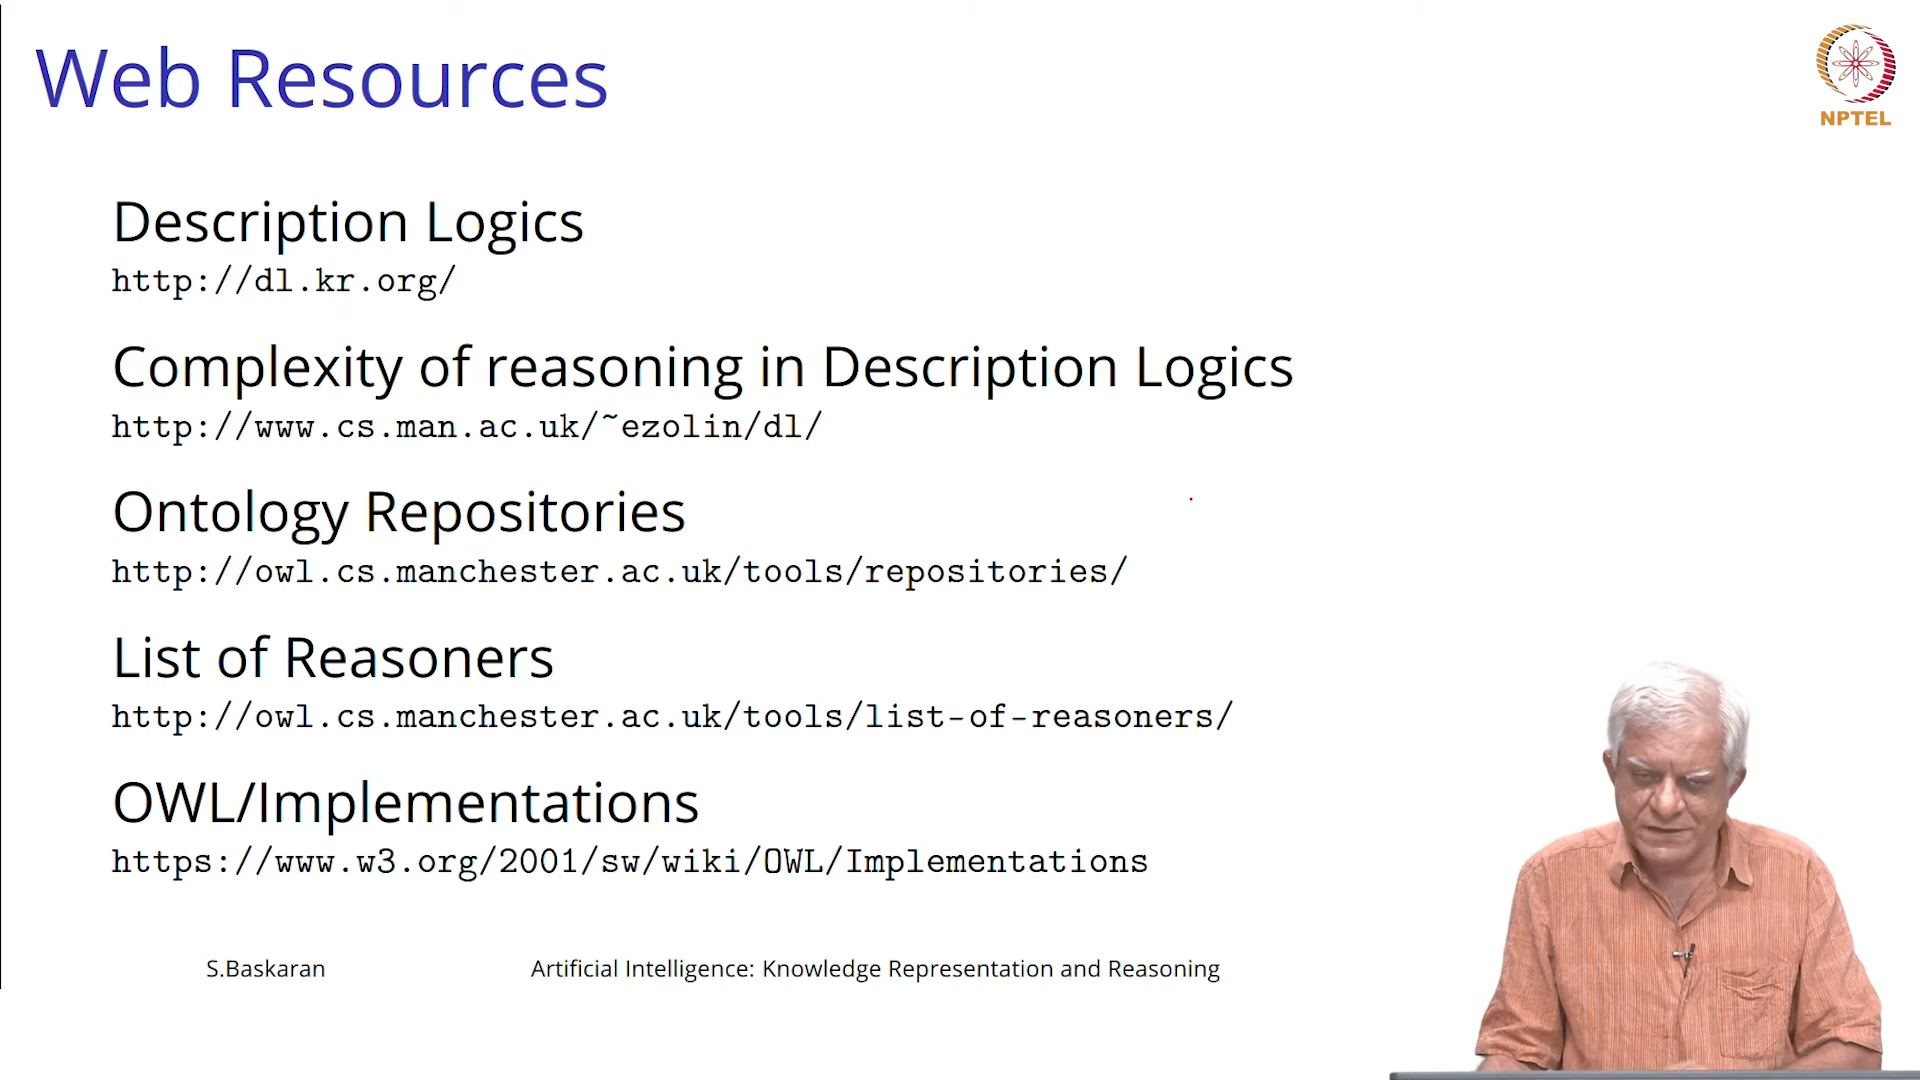 Web Resources
NPTEL
Description Logics
http://dl.kr.org/
Complexity of reasoning in Description Logics
http://www.cs.man.ac.uk/~ezolin/dl/
Ontology Repositories
http://owl.cs.manchester.ac.uk/tools/repositories/
List of Reasoners
http://owl.cs.manchester.ac.uk/tools/list-of-reasoners/
OWL/Implementations
https://www.w3.org/2001/sw/wiki/OWL/Implementations
S.Baskaran
Artificial Intelligence: Knowledge Representation and Reasoning